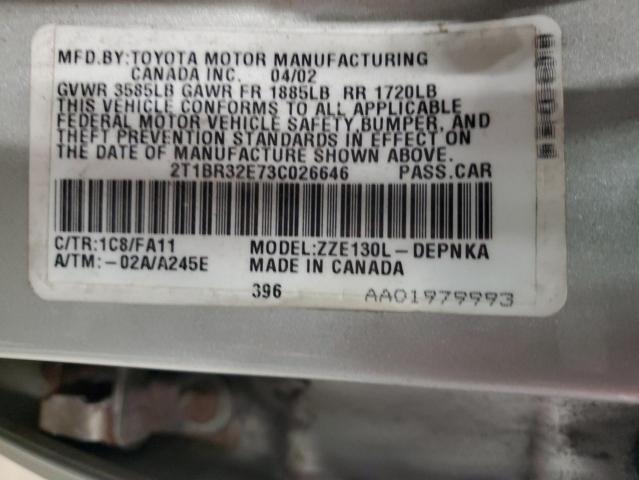 MFD.BY:TOYOTA MOTOR MANUFACTURING
CANADA INC. 04/02
GVWR 3585LB GAWR FR 1885LB RR 1720LB
THIS VEHICLE CONFORMS TO ALL APPLICABLE
FEDERAL MOTOR VEHICLE SAFETY,BUMPER, AND
THEFT PREVENTION STANDARDS IN EFFECT ON
THE DATE OF MANUFACTURE SHOWN ABOVE.
2T1BR32E73C026646 PASS.CAR
C/TR:1C8/FA11 MODEL:ZZE130L-DEPNKA
A/TM:-02A/A245E MADE IN CANADA
396 AA01979993